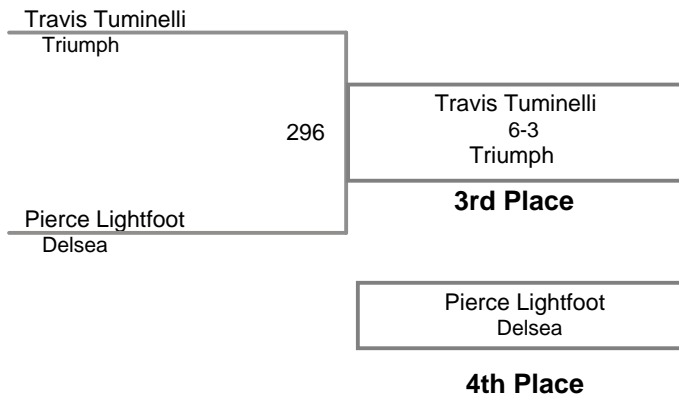 Travis Tuminelli
Triumph
296
Travis Tuminelli
6-3
Triumph
3rd Place
Pierce Lightfoot
Delsea
Pierce Lightfoot
Delsea
4th Place